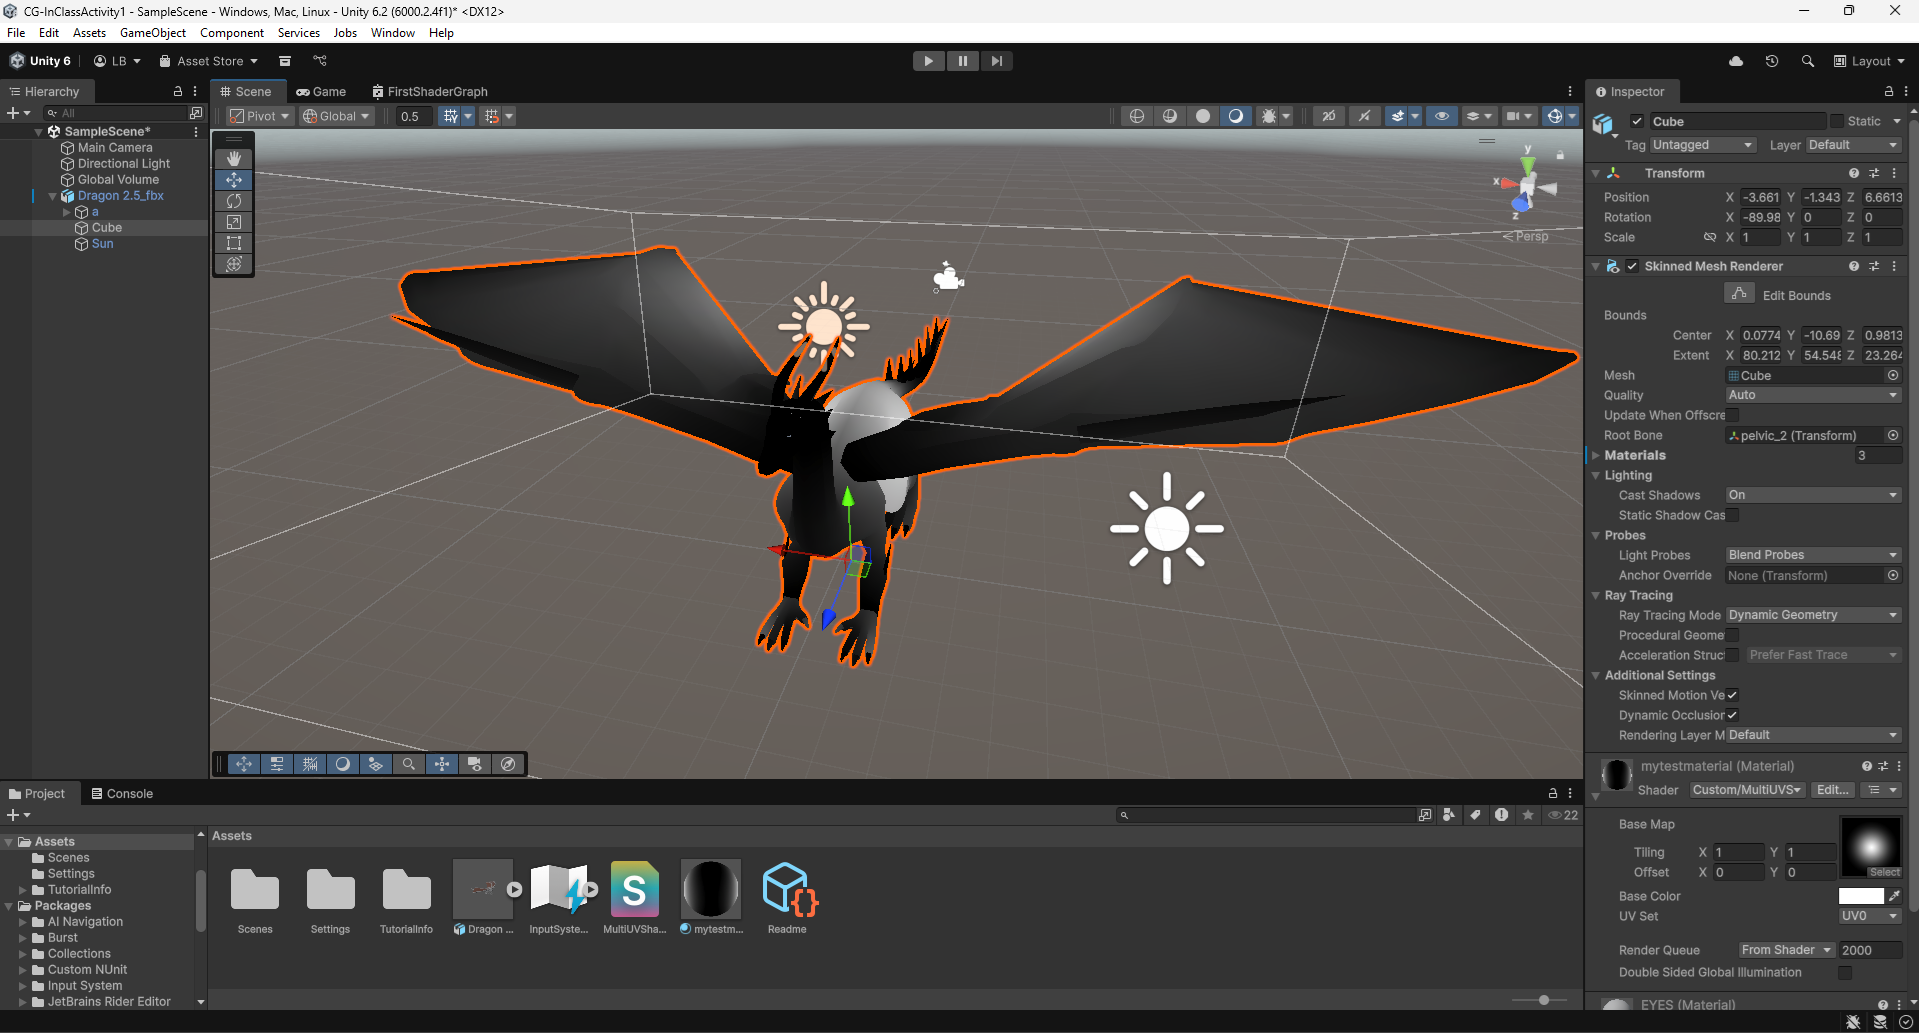 CG-InClassActivity1 - SampleScene - Windows, Mac, Linux - Unity 6.2 (6000.2.4f1)* <DX12>
File Edit Assets GameObject Component Services Jobs Window Help
Unity 6 LB Asset Store Layout
Hierarchy
All
SampleScene*
Main Camera
Directional Light
Global Volume
Dragon 2.5_fbx
a
Cube
Sun
Scene Game FirstShaderGraph
Pivot Global 0.5 2D
y
x
z
Persp
Inspector
Cube Static
Tag Untagged Layer Default
Transform
Position X -3.661 Y -1.343 Z 6.6613
Rotation X -89.98 Y 0 Z 0
Scale X 1 Y 1 Z 1
Skinned Mesh Renderer
Edit Bounds
Bounds
Center X 0.0774 Y -10.69 Z 0.9813
Extent X 80.212 Y 54.548 Z 23.264
Mesh Cube
Quality Auto
Update When Offscre
Root Bone pelvic_2 (Transform)
Materials 3
Lighting
Cast Shadows On
Static Shadow Cas
Probes
Light Probes Blend Probes
Anchor Override None (Transform)
Ray Tracing
Ray Tracing Mode Dynamic Geometry
Procedural Geome
Acceleration Struc Prefer Fast Trace
Additional Settings
Skinned Motion Ve
Dynamic Occlusion
Rendering Layer M Default
mytestmaterial (Material)
Shader Custom/MultiUVS Edit...
Base Map
Tiling X 1 Y 1
Offset X 0 Y 0
Select
Base Color
UV Set UV0
Render Queue From Shader 2000
Double Sided Global Illumination
EYES (Material)
Project Console
22
Assets
Scenes
Settings
TutorialInfo
Packages
AI Navigation
Burst
Collections
Custom NUnit
Input System
JetBrains Rider Editor
Assets
Scenes Settings TutorialInfo Dragon ... InputSyste... MultiUVSha... mytestm... Readme